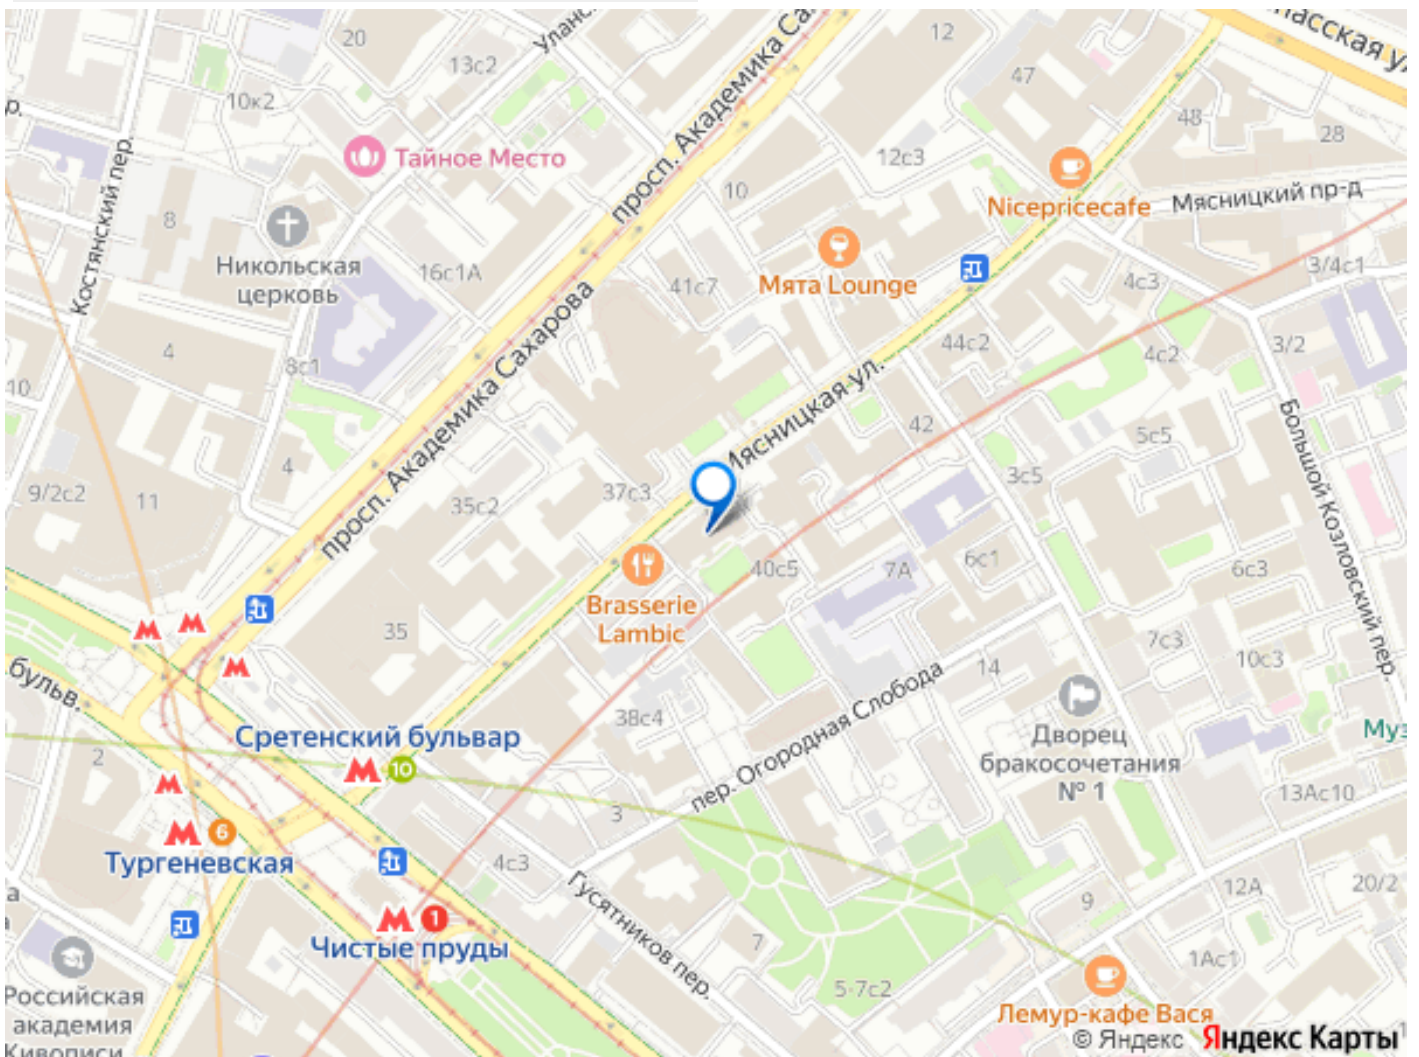 20
13с2
10к2
Тайное Место
Костянский пер.
8
Никольская
церковь
16с1А
4
8с1
10
4
9/2с2
11
просп. Академика Сахарова
просп. Академика Са
12
47
48
28
пасская ул
12с3
10
Nicepricecafe
Мясницкий пр-д
Мята Lounge
41с7
4с3
3/4с1
44с2
4с2
3/2
Мясницкая ул.
42
5с5
3с5
Большой Козловский пер.
35с2
37с3
Brasserie
Lambic
40с5
7А
6с1
6с3
35
7с3
10с3
14
38с4
пер. Огородная Слобода
Дворец
бракосочетания
№ 1
Муз
13Ас10
бульв.
2
Сретенский бульвар
10
6
Тургеневская
3
4с3
Гусятников пер.
1
Чистые пруды
7
5-7с2
9
12А
20/2
1Ас1
Лемур-кафе Вася
Российская
академия
Живописи
© Яндекс Яндекс Карты